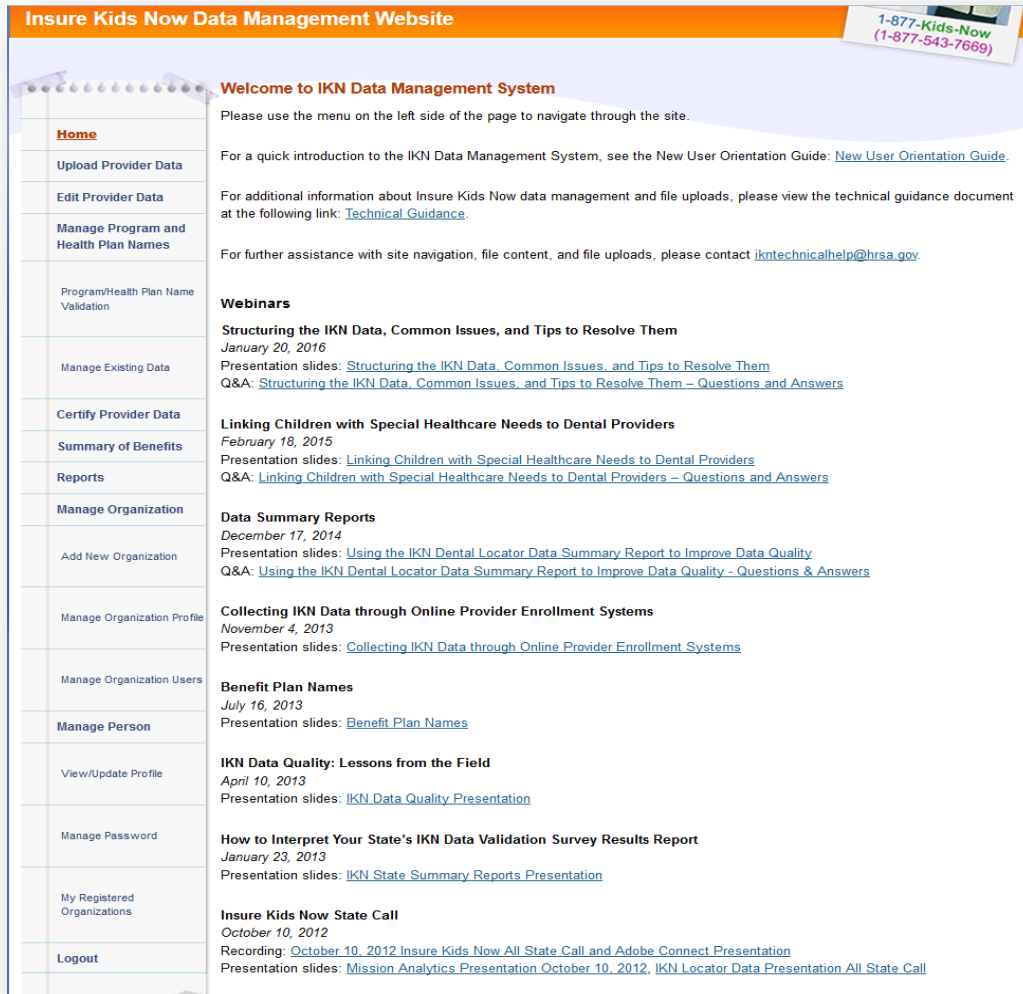 Insure Kids Now Data Management Website
1-877-Kids-Now
(1-877-543-7669)
Home
Upload Provider Data
Edit Provider Data
Manage Program and
Health Plan Names
Program/Health Plan Name
Validation
Manage Existing Data
Certify Provider Data
Summary of Benefits
Reports
Manage Organization
Add New Organization
Manage Organization Profile
Manage Organization Users
Manage Person
View/Update Profile
Manage Password
My Registered
Organizations
Logout
Welcome to IKN Data Management System
Please use the menu on the left side of the page to navigate through the site.
For a quick introduction to the IKN Data Management System, see the New User Orientation Guide: New User Orientation Guide.
For additional information about Insure Kids Now data management and file uploads, please view the technical guidance document
at the following link: Technical Guidance.
For further assistance with site navigation, file content, and file uploads, please contact ikntechnicalhelp@hrsa.gov.
Webinars
Structuring the IKN Data, Common Issues, and Tips to Resolve Them
January 20, 2016
Presentation slides: Structuring the IKN Data, Common Issues, and Tips to Resolve Them
Q&A: Structuring the IKN Data, Common Issues, and Tips to Resolve Them – Questions and Answers
Linking Children with Special Healthcare Needs to Dental Providers
February 18, 2015
Presentation slides: Linking Children with Special Healthcare Needs to Dental Providers
Q&A: Linking Children with Special Healthcare Needs to Dental Providers – Questions and Answers
Data Summary Reports
December 17, 2014
Presentation slides: Using the IKN Dental Locator Data Summary Report to Improve Data Quality
Q&A: Using the IKN Dental Locator Data Summary Report to Improve Data Quality - Questions & Answers
Collecting IKN Data through Online Provider Enrollment Systems
November 4, 2013
Presentation slides: Collecting IKN Data through Online Provider Enrollment Systems
Benefit Plan Names
July 16, 2013
Presentation slides: Benefit Plan Names
IKN Data Quality: Lessons from the Field
April 10, 2013
Presentation slides: IKN Data Quality Presentation
How to Interpret Your State's IKN Data Validation Survey Results Report
January 23, 2013
Presentation slides: IKN State Summary Reports Presentation
Insure Kids Now State Call
October 10, 2012
Recording: October 10, 2012 Insure Kids Now All State Call and Adobe Connect Presentation
Presentation slides: Mission Analytics Presentation October 10, 2012, IKN Locator Data Presentation All State Call